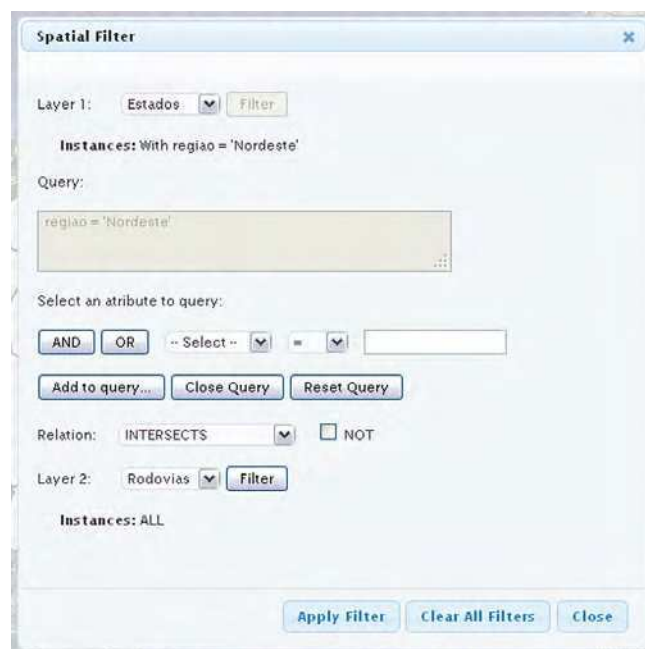 Spatial Filter
Layer 1: Estados Filter
Instances: With regiao = 'Nordeste'
Query:
regiao = 'Nordeste'
Select an atribute to query:
AND OR -- Select -- =
Add to query... Close Query Reset Query
Relation: INTERSECTS NOT
Layer 2: Rodovias Filter
Instances: ALL
Apply Filter Clear All Filters Close